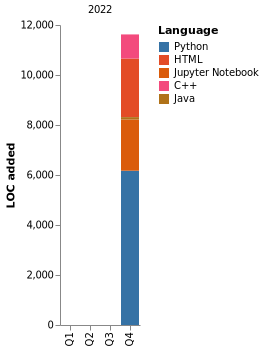 2022
Language
Python
HTML
Jupyter Notebook
C++
Java
LOC added
12,000
10,000
8,000
6,000
4,000
2,000
0
Q1
Q2
Q3
Q4